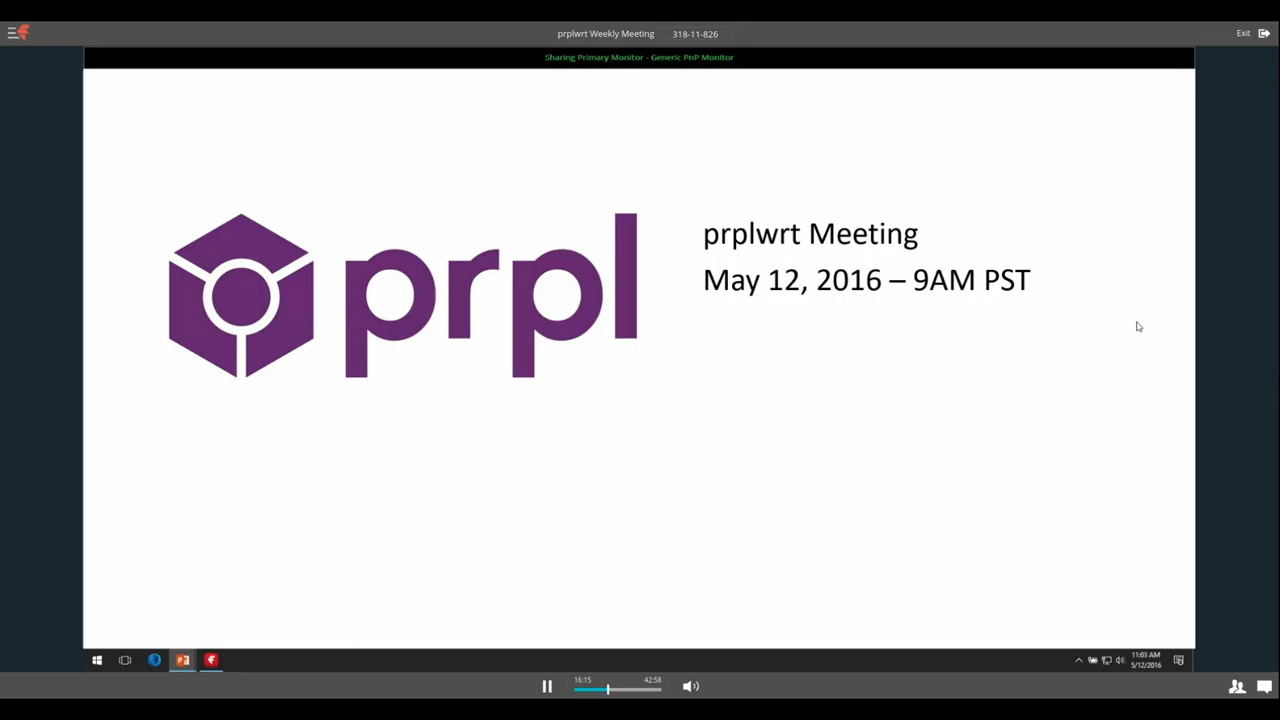 prplwrt Weekly Meeting 318-11-826
Exit
Sharing Primary Monitor - Generic PnP Monitor
prpl
prplwrt Meeting
May 12, 2016 – 9AM PST
11:03 AM
5/12/2016
16:15 42:58